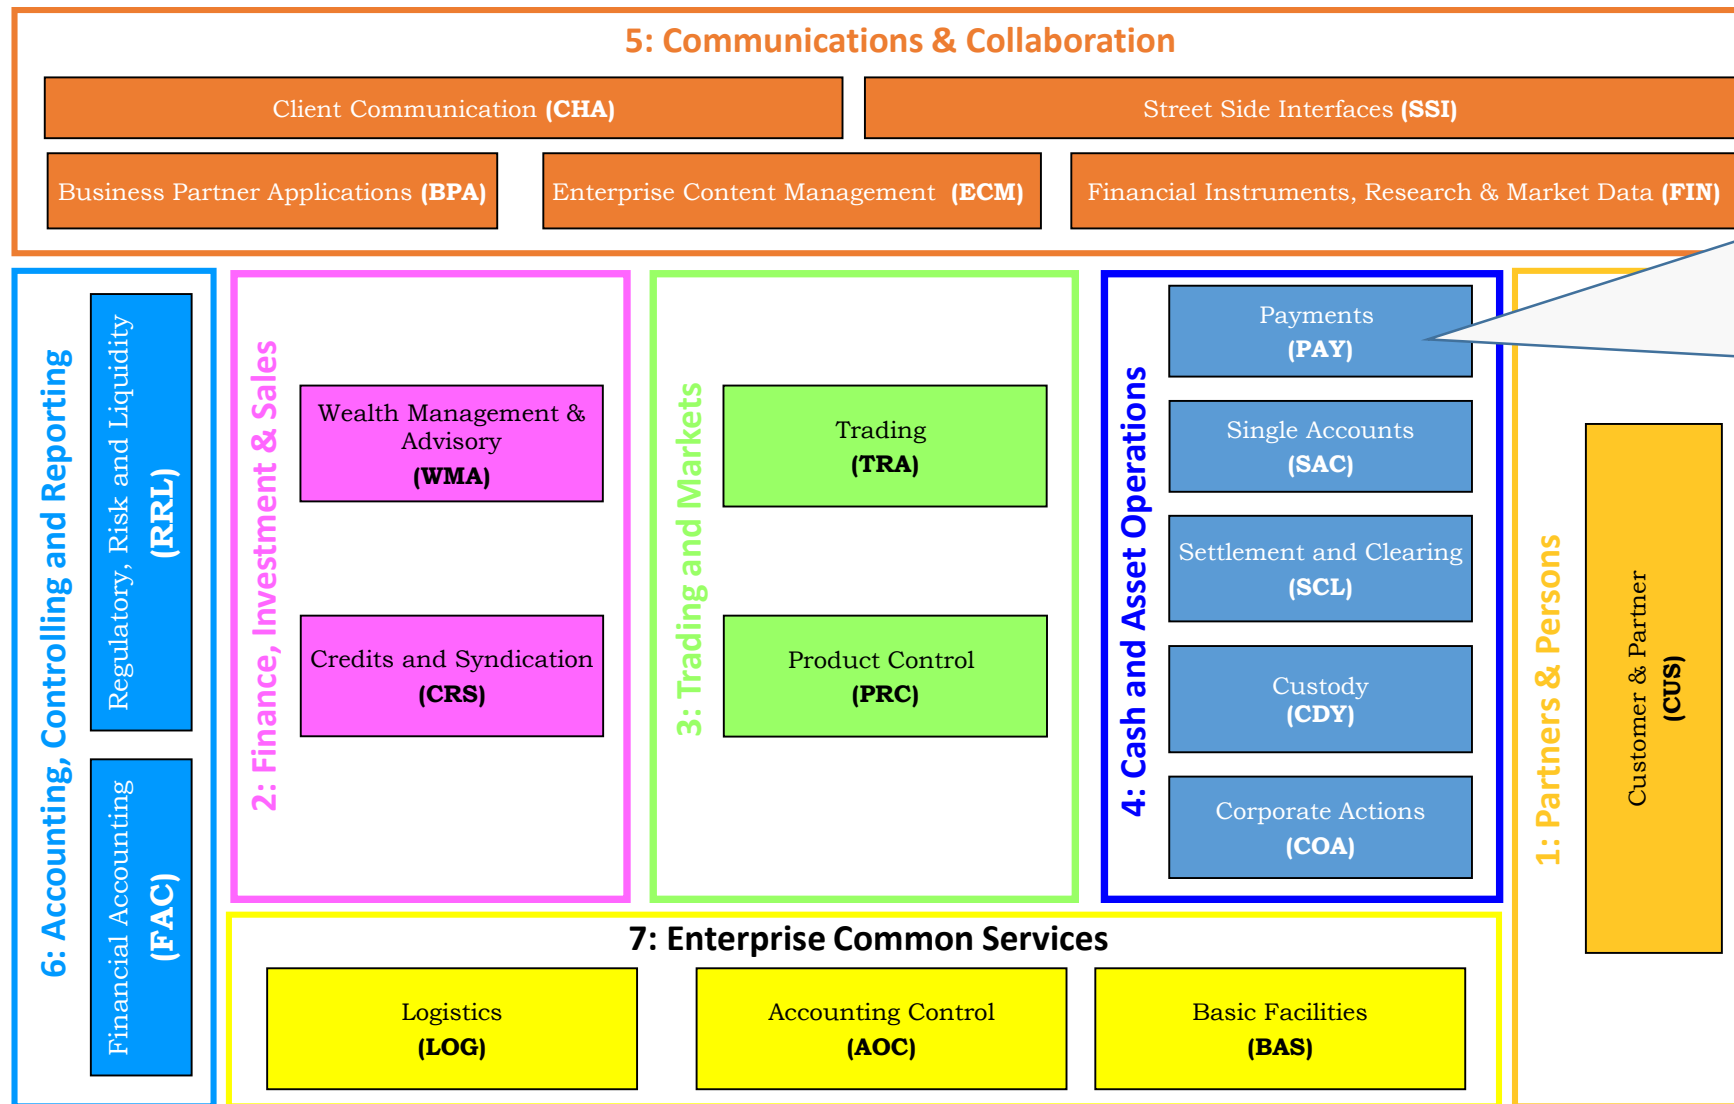 5: Communications & Collaboration
Client Communication (CHA)
Street Side Interfaces (SSI)
Business Partner Applications (BPA)
Enterprise Content Management (ECM)
Financial Instruments, Research & Market Data (FIN)
6: Accounting, Controlling and Reporting
Regulatory, Risk and Liquidity
(RRL)
Financial Accounting
(FAC)
2: Finance, Investment & Sales
Wealth Management &
Advisory
(WMA)
Credits and Syndication
(CRS)
3: Trading and Markets
Trading
(TRA)
Product Control
(PRC)
4: Cash and Asset Operations
Payments
(PAY)
Single Accounts
(SAC)
Settlement and Clearing
(SCL)
Custody
(CDY)
Corporate Actions
(COA)
1: Partners & Persons
Customer & Partner
(CUS)
7: Enterprise Common Services
Logistics
(LOG)
Accounting Control
(AOC)
Basic Facilities
(BAS)